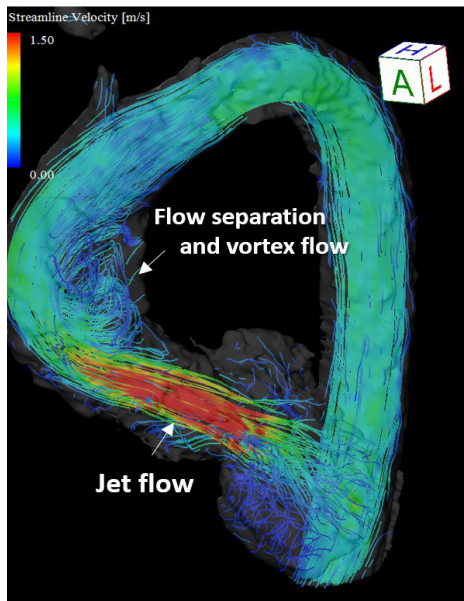 Streamline Velocity [m/s]
1.50
0.00
H
A
L
Flow separation
and vortex flow
Jet flow